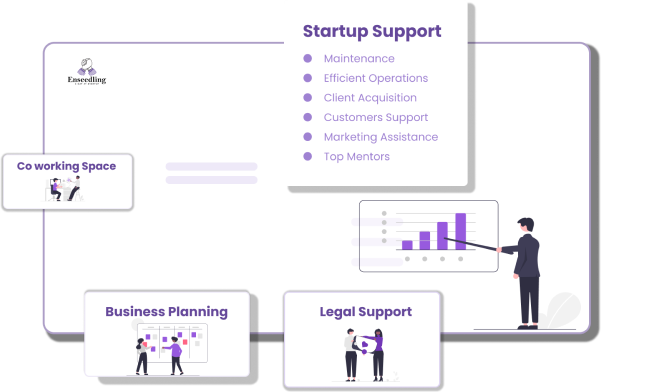 Startup Support
Maintenance
Efficient Operations
Client Acquisition
Customers Support
Marketing Assistance
Top Mentors
Enseedling
Co working Space
Business Planning
Legal Support